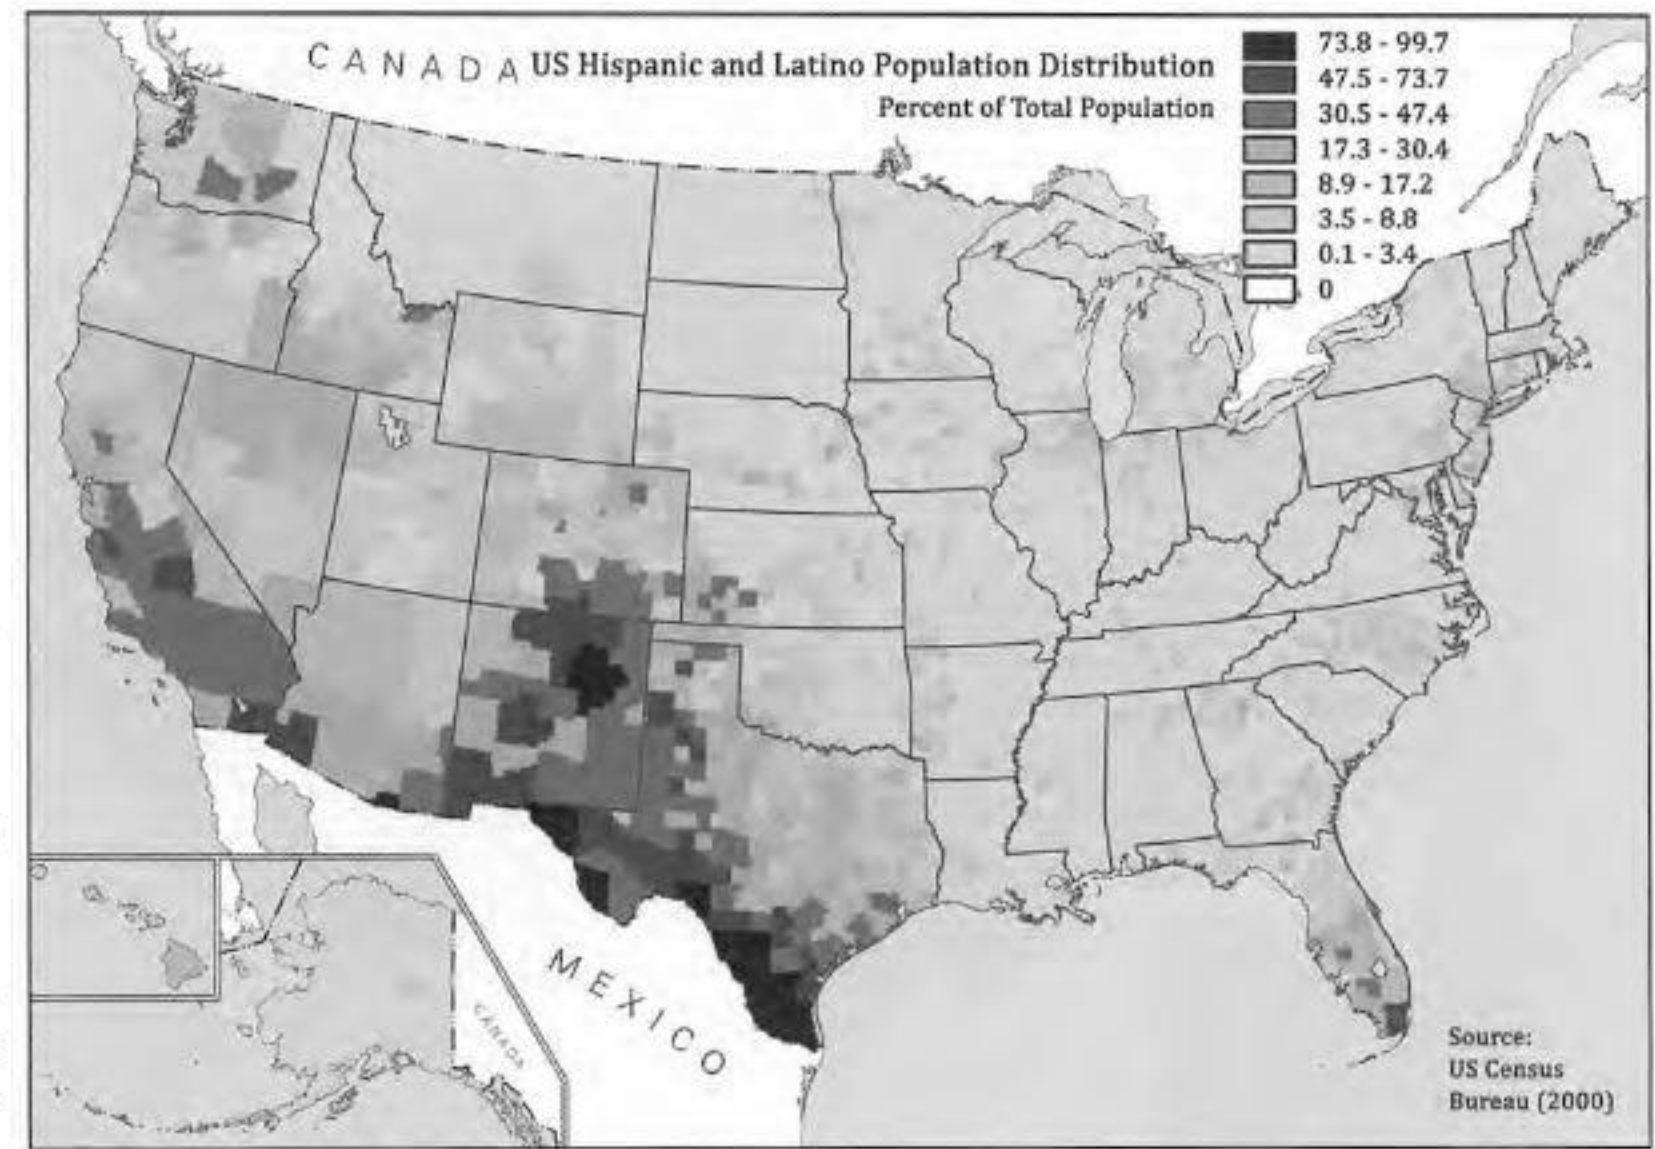 CANADA
US Hispanic and Latino Population Distribution
Percent of Total Population
73.8 - 99.7
47.5 - 73.7
30.5 - 47.4
17.3 - 30.4
8.9 - 17.2
3.5 - 8.8
0.1 - 3.4
0
MEXICO
CANADA
Source:
US Census
Bureau (2000)